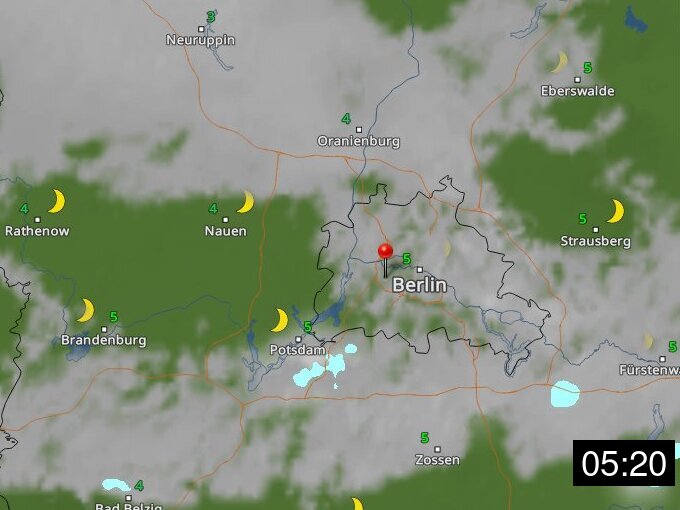 3
Neuruppin
5
Eberswalde
4
Oranienburg
4
Rathenow
4
Nauen
5
Strausberg
5
Berlin
5
Brandenburg
5
Potsdam
5
Fürstenwa
5
Zossen
05:20
4
Bad Belzig